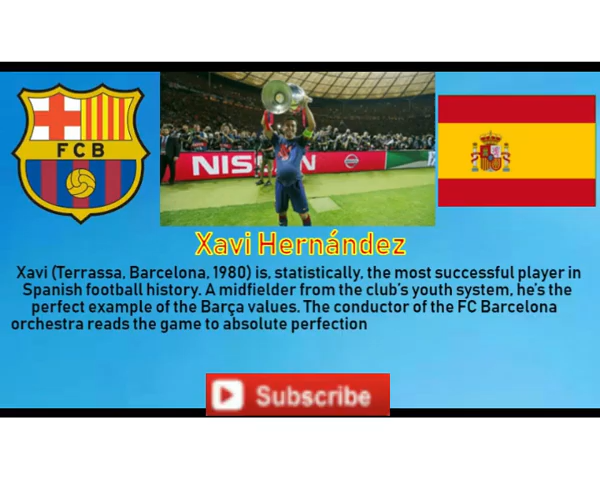 FCB
NISSAN
Xavi Hernández
Xavi (Terrassa, Barcelona, 1980) is, statistically, the most successful player in
Spanish football history. A midfielder from the club's youth system, he's the
perfect example of the Barça values. The conductor of the FC Barcelona
orchestra reads the game to absolute perfection
Subscribe